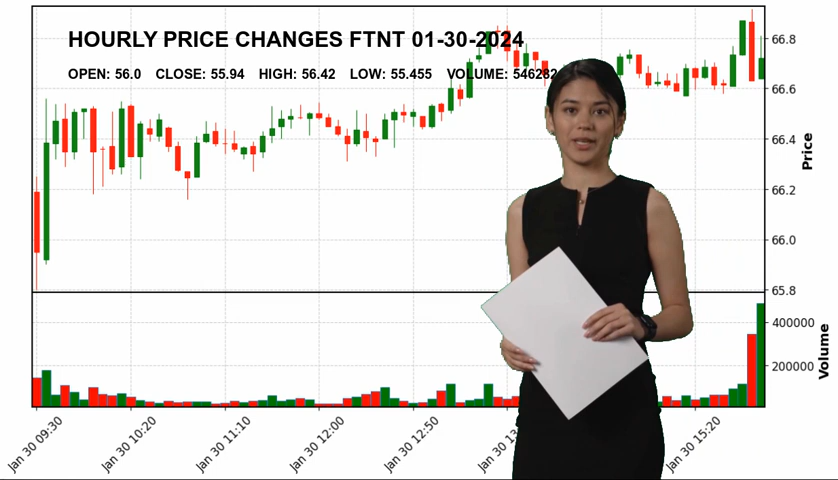 HOURLY PRICE CHANGES FTNT 01-30-2024
OPEN: 56.0 CLOSE: 55.94 HIGH: 56.42 LOW: 55.455 VOLUME: 546282
66.8
66.6
66.4
66.2
66.0
65.8
Price
400000
200000
Volume
Jan 30 09:30
Jan 30 10:20
Jan 30 11:10
Jan 30 12:00
Jan 30 12:50
Jan 30
Jan 30 15:20